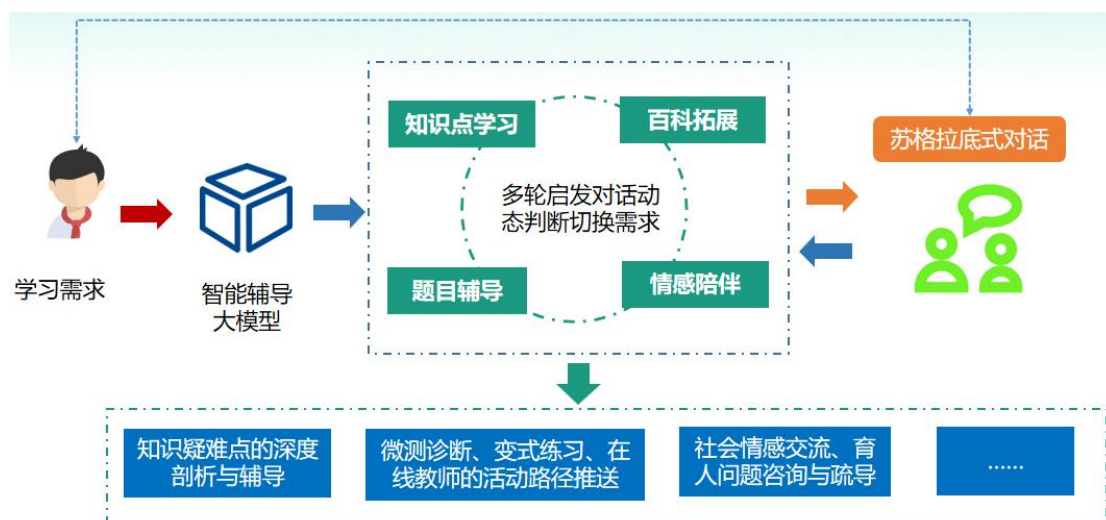 知识点学习
百科拓展
苏格拉底式对话
多轮启发对话动
态判断切换需求
题目辅导
情感陪伴
学习需求
智能辅导
大模型
知识疑难点的深度
剖析与辅导
微测诊断、变式练习、在
线教师的活动路径推送
社会情感交流、育
人问题咨询与疏导
……